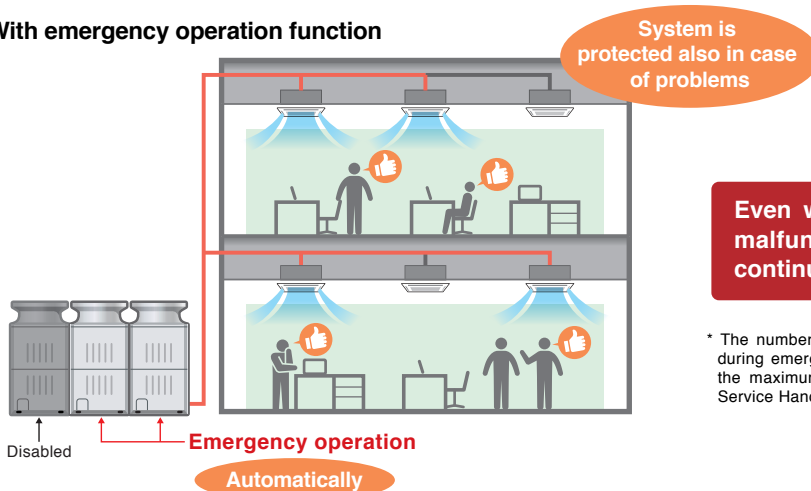 With emergency operation function
System is
protected also in case
of problems
Even
malfun
continu
* The number
during emerg
the maximum
Service Hand
Disabled
Emergency operation
Automatically